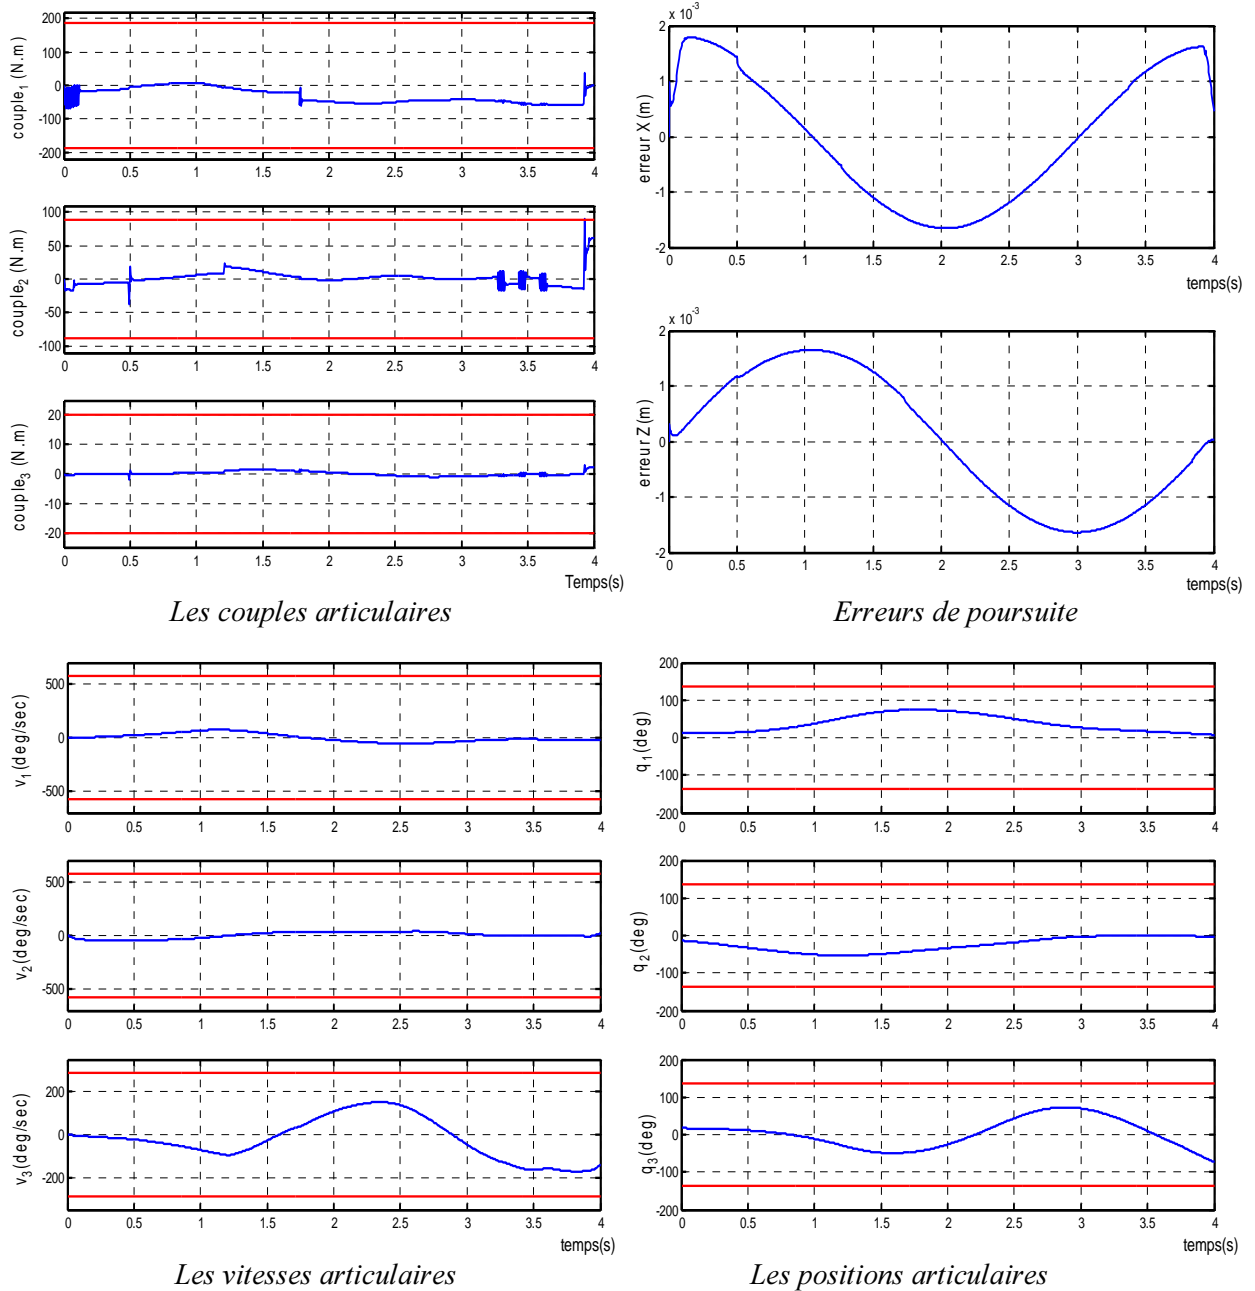 200
100
0
-100
-200
couple1 (N.m)
0 0.5 1 1.5 2 2.5 3 3.5 4
100
50
0
-50
-100
couple2 (N.m)
0 0.5 1 1.5 2 2.5 3 3.5 4
20
10
0
-10
-20
couple3 (N.m)
0 0.5 1 1.5 2 2.5 3 3.5 4
Temps(s)
Les couples articulaires
x 10-3
2
1
0
-1
-2
erreur X (m)
0 0.5 1 1.5 2 2.5 3 3.5 4
temps(s)
x 10-3
2
1
0
-1
-2
erreur Z (m)
0 0.5 1 1.5 2 2.5 3 3.5 4
temps(s)
Erreurs de poursuite
500
0
-500
v1(deg/sec)
0 0.5 1 1.5 2 2.5 3 3.5 4
500
0
-500
v2(deg/sec)
0 0.5 1 1.5 2 2.5 3 3.5 4
200
0
-200
v3(deg/sec)
0 0.5 1 1.5 2 2.5 3 3.5 4
temps(s)
Les vitesses articulaires
200
100
0
-100
-200
q1(deg)
0 0.5 1 1.5 2 2.5 3 3.5 4
200
100
0
-100
-200
q2(deg)
0 0.5 1 1.5 2 2.5 3 3.5 4
200
100
0
-100
-200
q3(deg)
0 0.5 1 1.5 2 2.5 3 3.5 4
temps(s)
Les positions articulaires